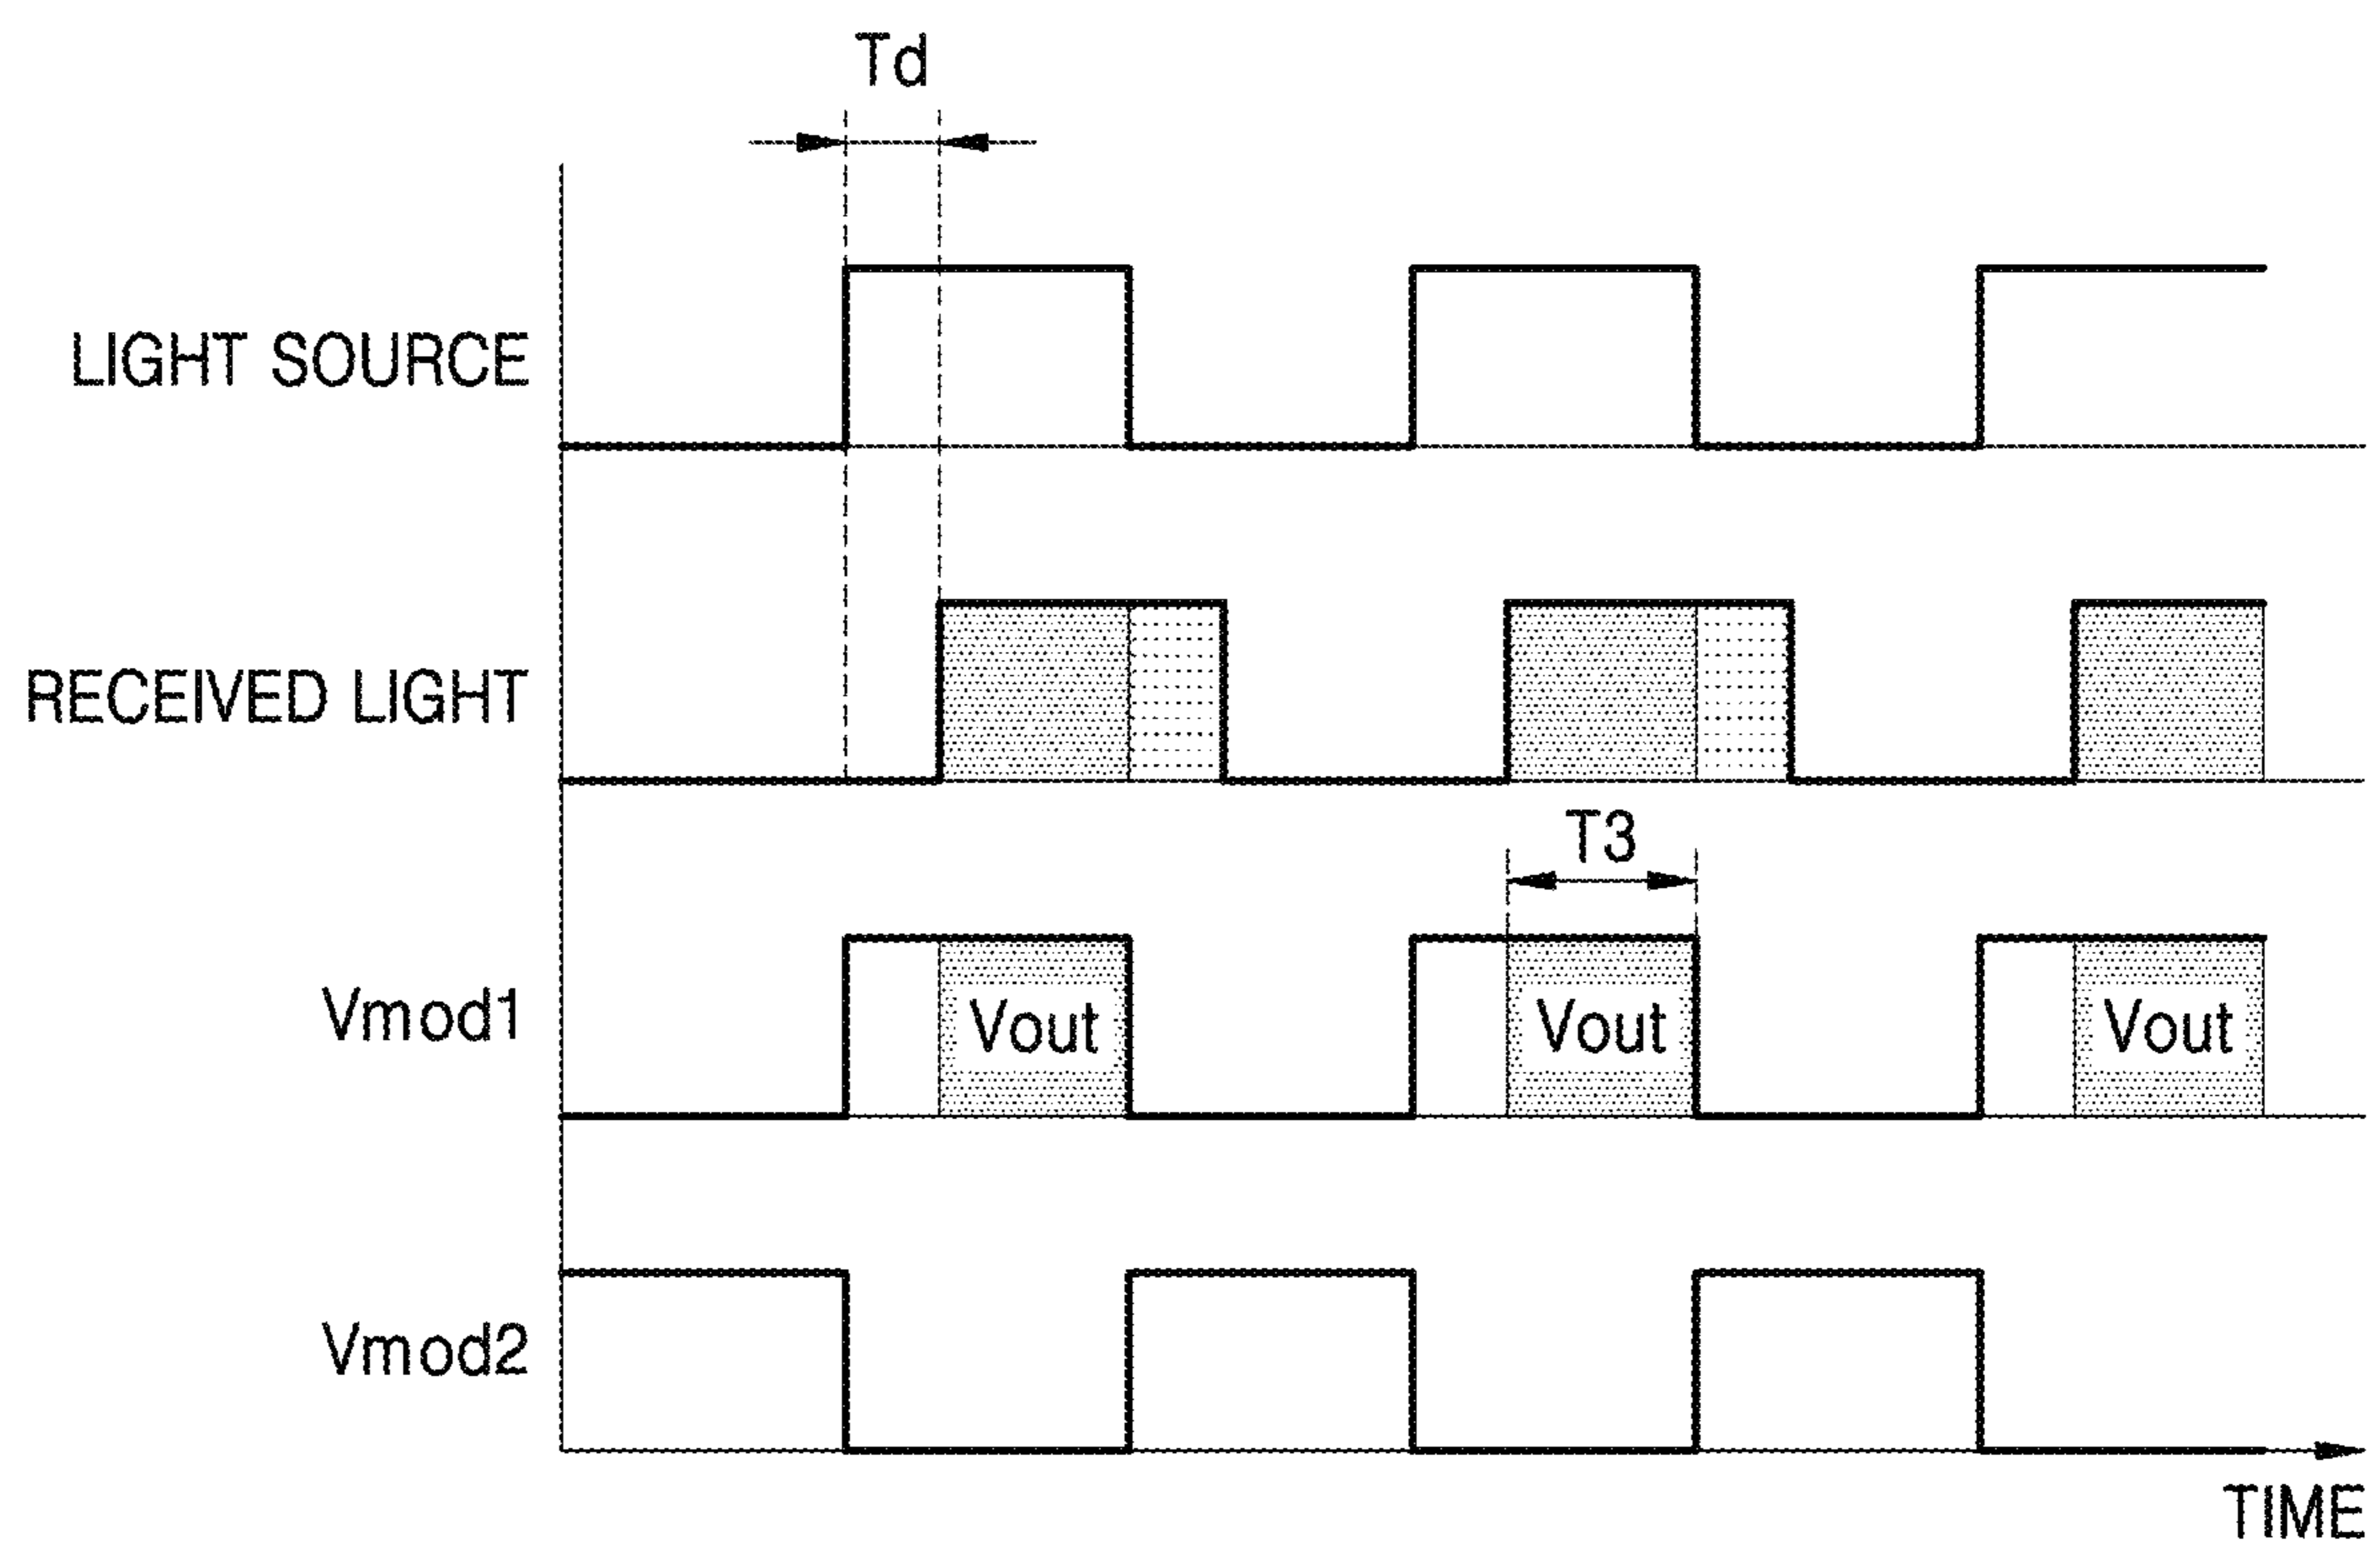 Td
LIGHT SOURCE
RECEIVED LIGHT
T3
Vmod1
Vout
Vout
Vout
Vmod2
TIME